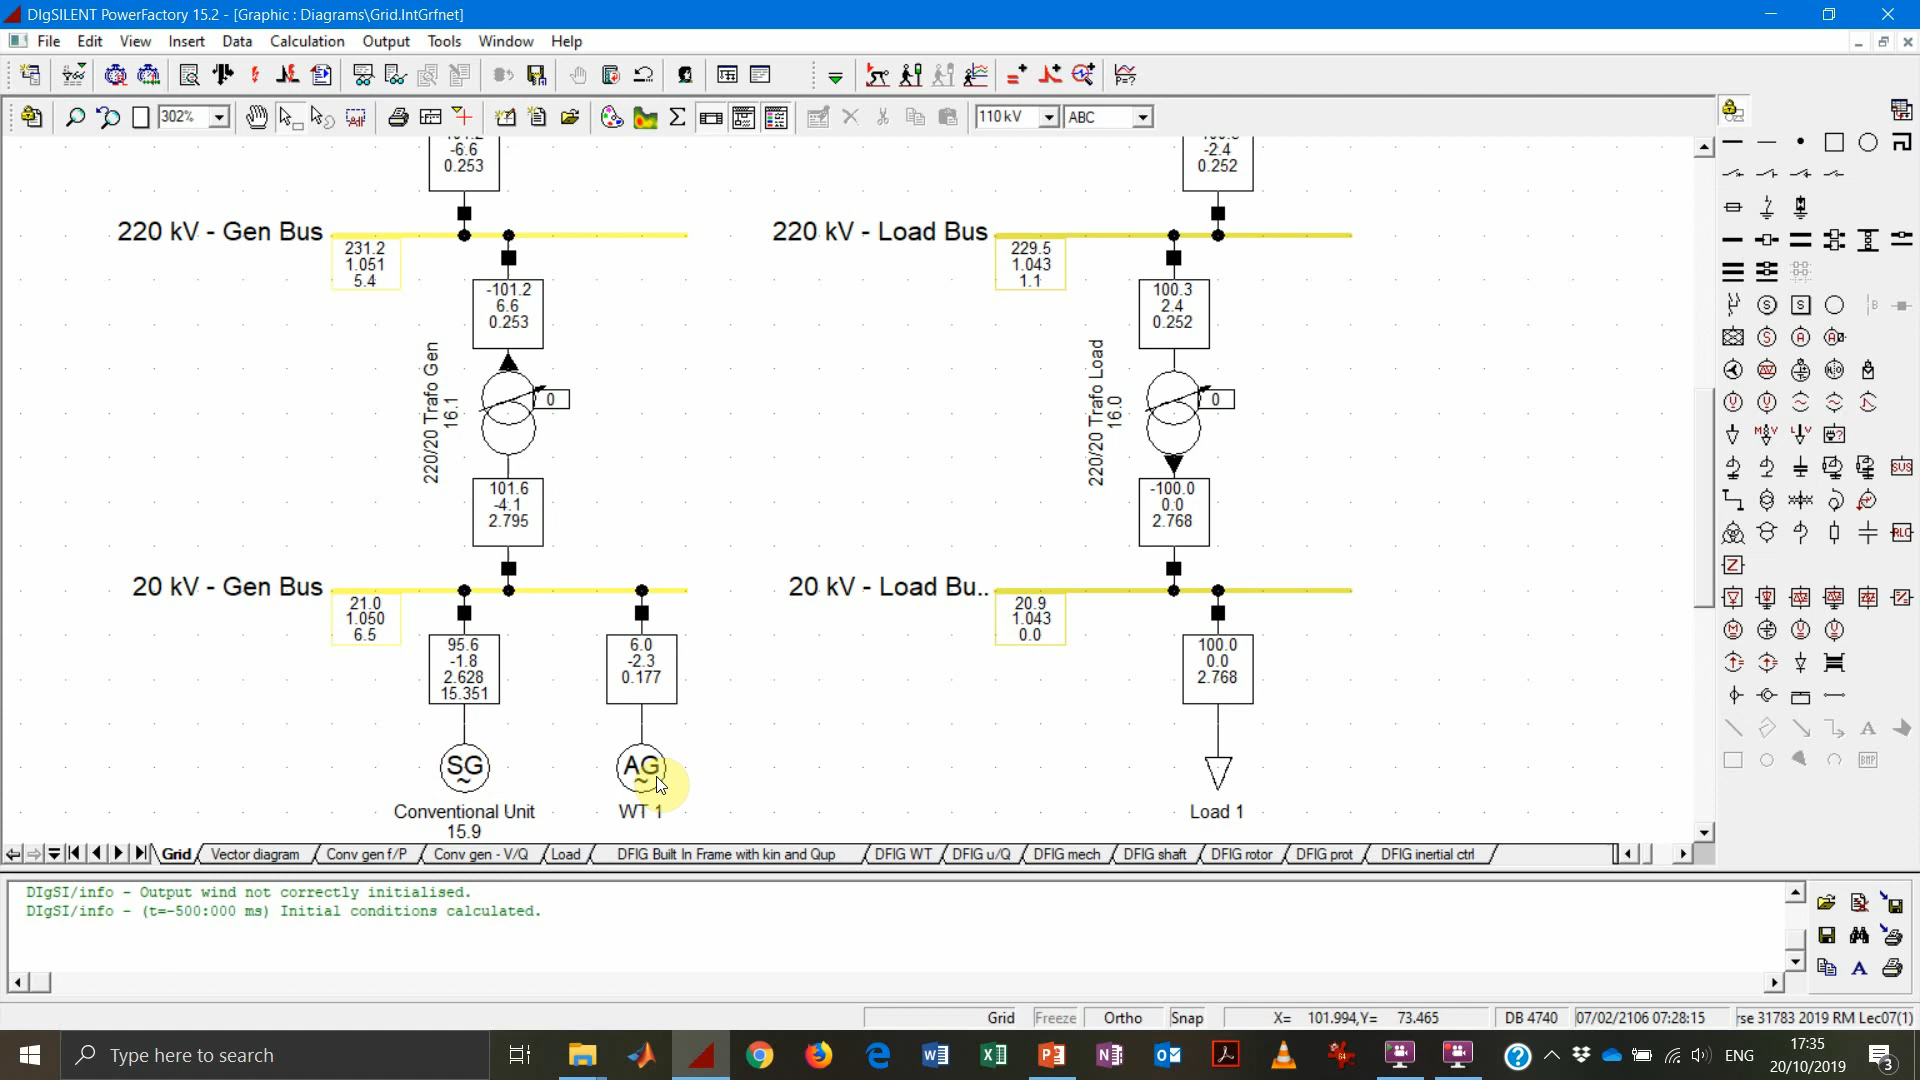 DIgSILENT PowerFactory 15.2 - [Graphic : Diagrams\Grid.IntGrfnet]
File Edit View Insert Data Calculation Output Tools Window Help
302% 110 kV ABC
-6.6
0.253
-2.4
0.252
220 kV - Gen Bus
231.2
1.051
5.4
220 kV - Load Bus
229.5
1.043
1.1
-101.2
6.6
0.253
100.3
2.4
0.252
220/20 Trafo Gen
16.1
0
220/20 Trafo Load
16.0
0
101.6
-4.1
2.795
-100.0
0.0
2.768
20 kV - Gen Bus
21.0
1.050
6.5
20 kV - Load Bu..
20.9
1.043
0.0
95.6
-1.8
2.628
15.351
6.0
-2.3
0.177
100.0
0.0
2.768
SG
~
AG
~
Conventional Unit
15.9
WT 1
Load 1
Grid Vector diagram Conv gen f/P Conv gen - V/Q Load DFIG Built In Frame with kin and Qup DFIG WT DFIG u/Q DFIG mech DFIG shaft DFIG rotor DFIG prot DFIG inertial ctrl
DIgSI/info - Output wind not correctly initialised.
DIgSI/info - (t=-500:000 ms) Initial conditions calculated.
Grid Freeze Ortho Snap X= 101.994,Y= 73.465 DB 4740 07/02/2106 07:28:15 rse 31783 2019 RM Lec07(1)
Type here to search
ENG
17:35
20/10/2019
3